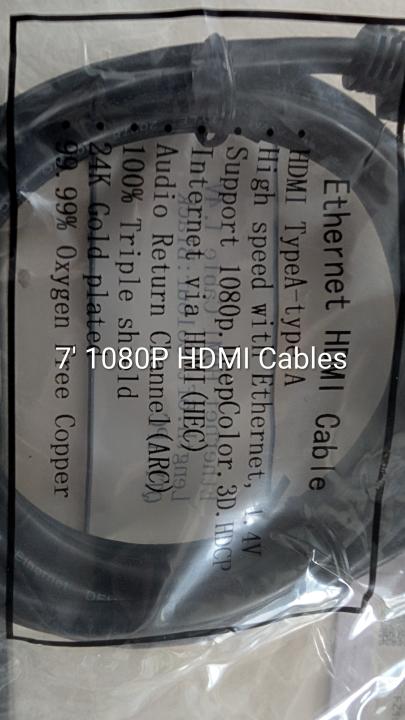 Ethernet HDMI Cable
• HDMI TypeA-typeA
• High speed with Ethernet, 1.4V
• Support 1080p. DeepColor. 3D. HDCP
• Internet via HDMI (HEC)
• Audio Return Channel (ARC)
• 100% Triple shield
• 24K Gold plated
• 99.99% Oxygen Free Copper
7' 1080P HDMI Cables